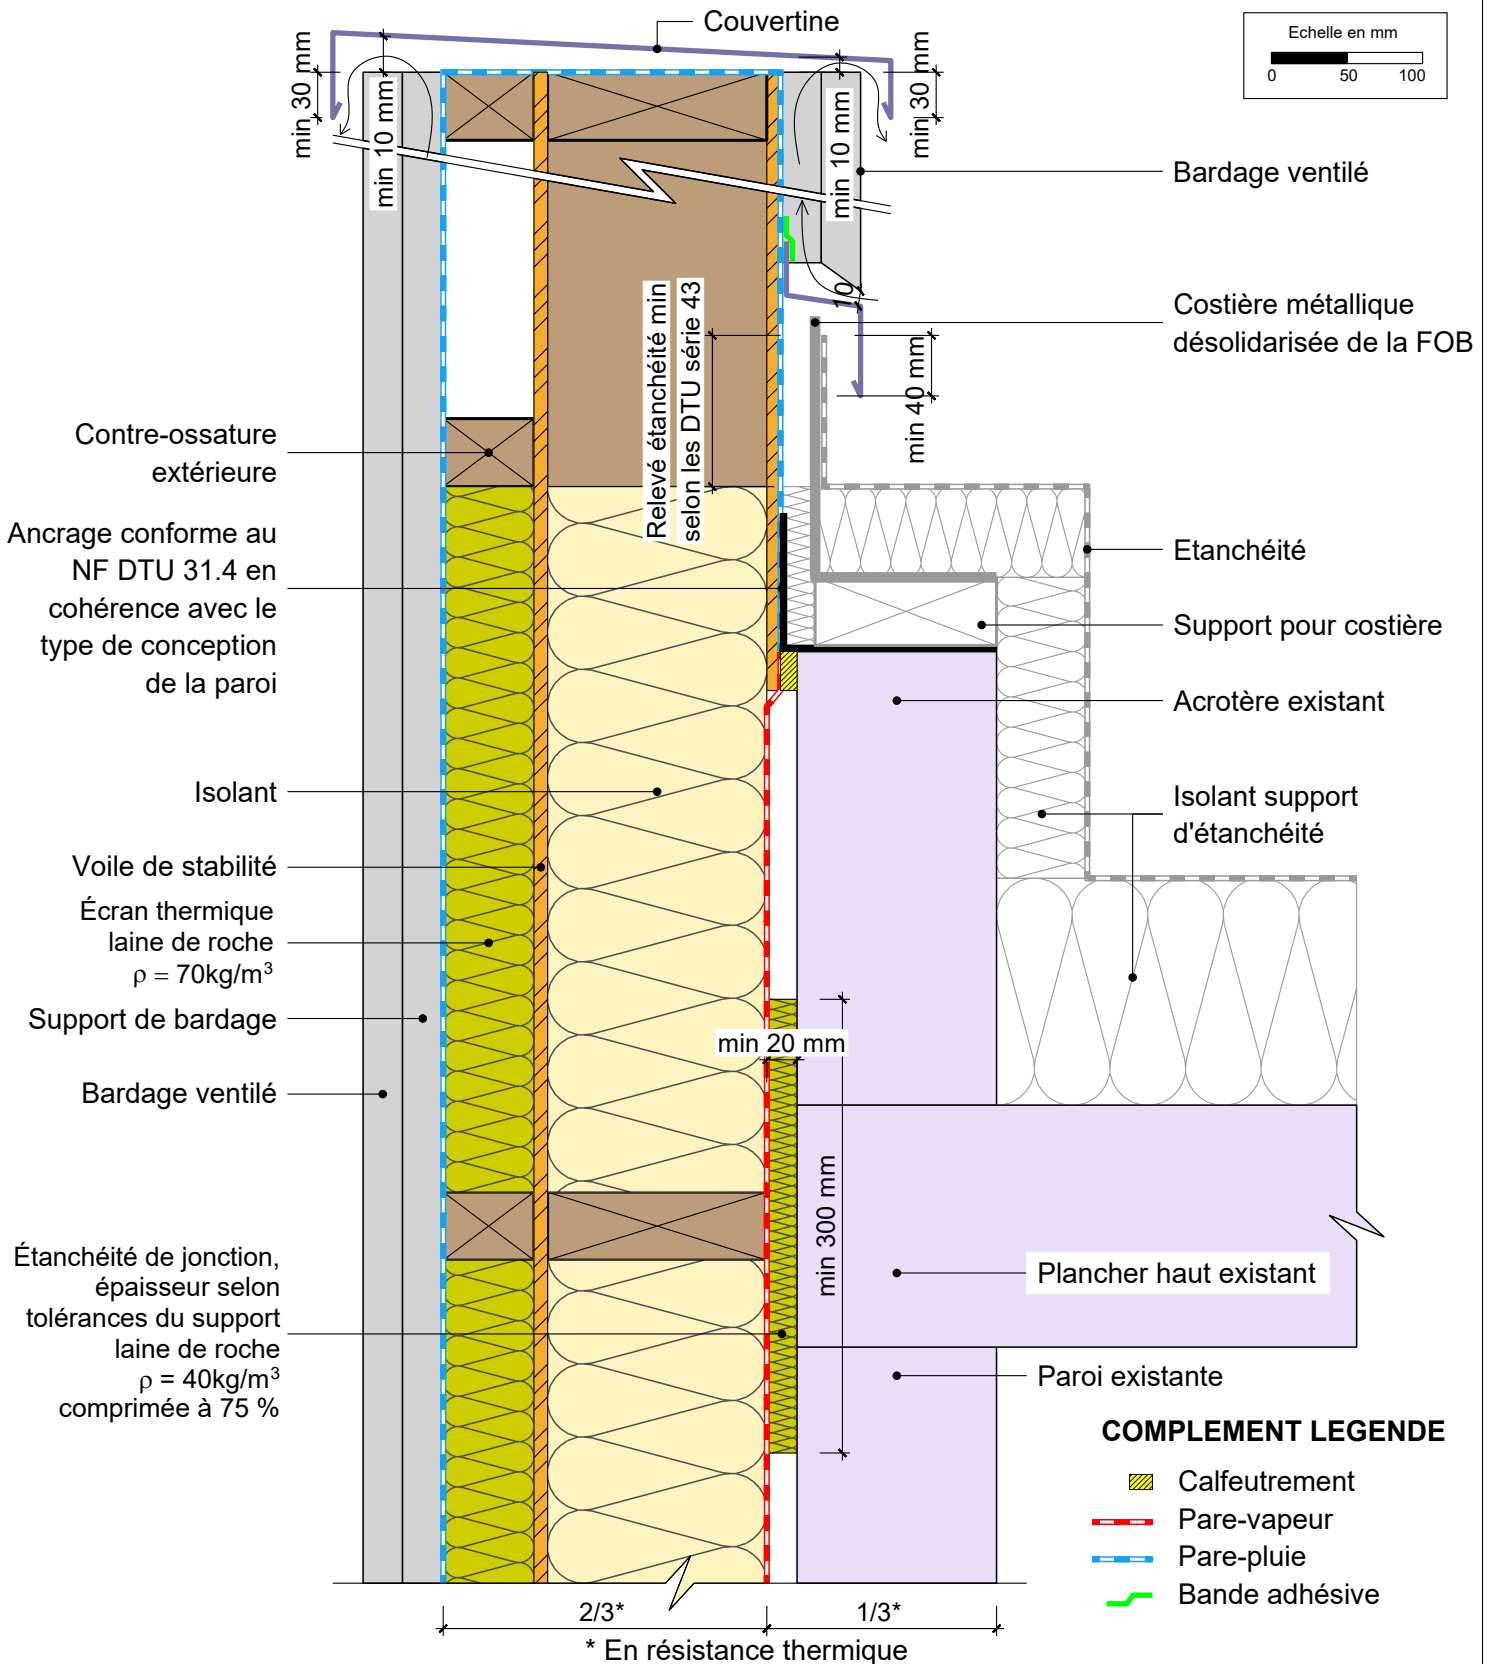 Couvertine
Echelle en mm
0 50 100
min 30 mm
min 10 mm
min 10 mm
min 30 mm
Bardage ventilé
10
Costière métallique
désolidarisée de la FOB
Relevé étanchéité min
selon les DTU série 43
min 40 mm
Contre-ossature
extérieure
Ancrage conforme au
NF DTU 31.4 en
cohérence avec le
type de conception
de la paroi
Etanchéité
Support pour costière
Acrotère existant
Isolant
Isolant support
d'étanchéité
Voile de stabilité
Écran thermique
laine de roche
ρ = 70kg/m³
Support de bardage
min 20 mm
Bardage ventilé
min 300 mm
Étanchéité de jonction,
épaisseur selon
tolérances du support
laine de roche
ρ = 40kg/m³
comprimée à 75 %
Plancher haut existant
Paroi existante
COMPLEMENT LEGENDE
Calfeutrement
Pare-vapeur
Pare-pluie
Bande adhésive
2/3* 1/3*
* En résistance thermique